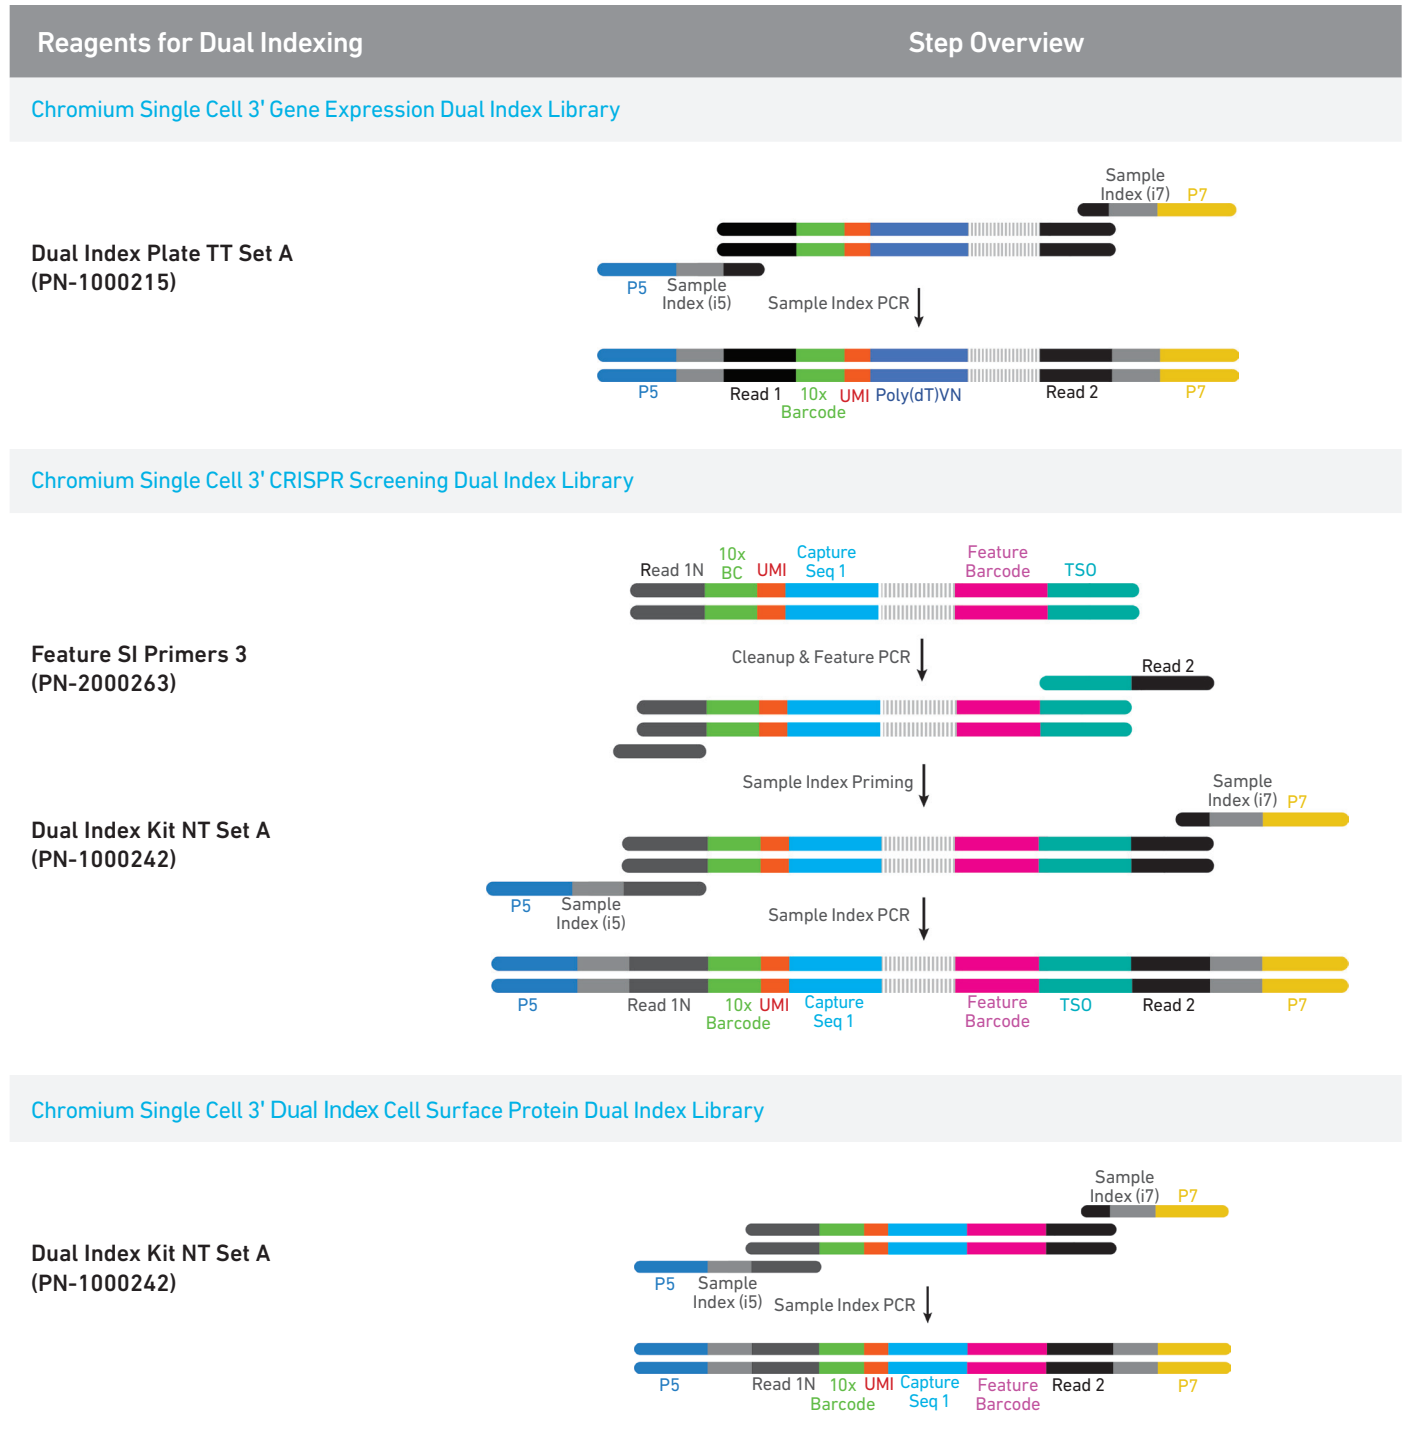 Reagents for Dual Indexing
Step Overview
Chromium Single Cell 3' Gene Expression Dual Index Library
Dual Index Plate TT Set A
(PN-1000215)
Sample
Index (i7) P7
P5 Sample
Index (i5)
Sample Index PCR
P5 Read 1 10x UMI Poly(dT)VN Read 2 P7
Barcode
Chromium Single Cell 3' CRISPR Screening Dual Index Library
Feature SI Primers 3
(PN-2000263)
Read 1N 10x UMI Capture Feature TSO
BC Seq 1 Barcode
Cleanup & Feature PCR
Read 2
Sample Index Priming
Dual Index Kit NT Set A
(PN-1000242)
Sample
Index (i7) P7
P5 Sample
Index (i5)
Sample Index PCR
P5 Read 1N 10x UMI Capture Feature TSO Read 2 P7
Barcode Seq 1 Barcode
Chromium Single Cell 3' Dual Index Cell Surface Protein Dual Index Library
Dual Index Kit NT Set A
(PN-1000242)
Sample
Index (i7) P7
P5 Sample
Index (i5)
Sample Index PCR
P5 Read 1N 10x UMI Capture Feature Read 2 P7
Barcode Seq 1 Barcode